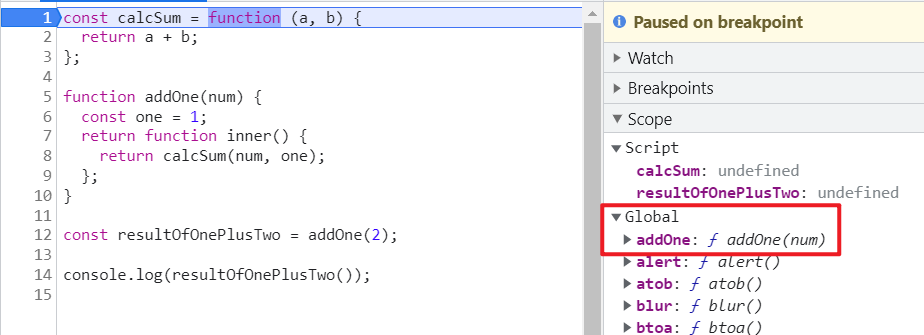 1 const calcSum = function (a, b) {
2 return a + b;
3 };
4
5 function addOne(num) {
6 const one = 1;
7 return function inner() {
8 return calcSum(num, one);
9 };
10 }
11
12 const resultOfOnePlusTwo = addOne(2);
13
14 console.log(resultOfOnePlusTwo());
15
Paused on breakpoint
Watch
Breakpoints
Scope
Script
calcSum: undefined
resultOfOnePlusTwo: undefined
Global
addOne: ƒ addOne(num)
alert: ƒ alert()
atob: ƒ atob()
blur: ƒ blur()
btoa: ƒ btoa()